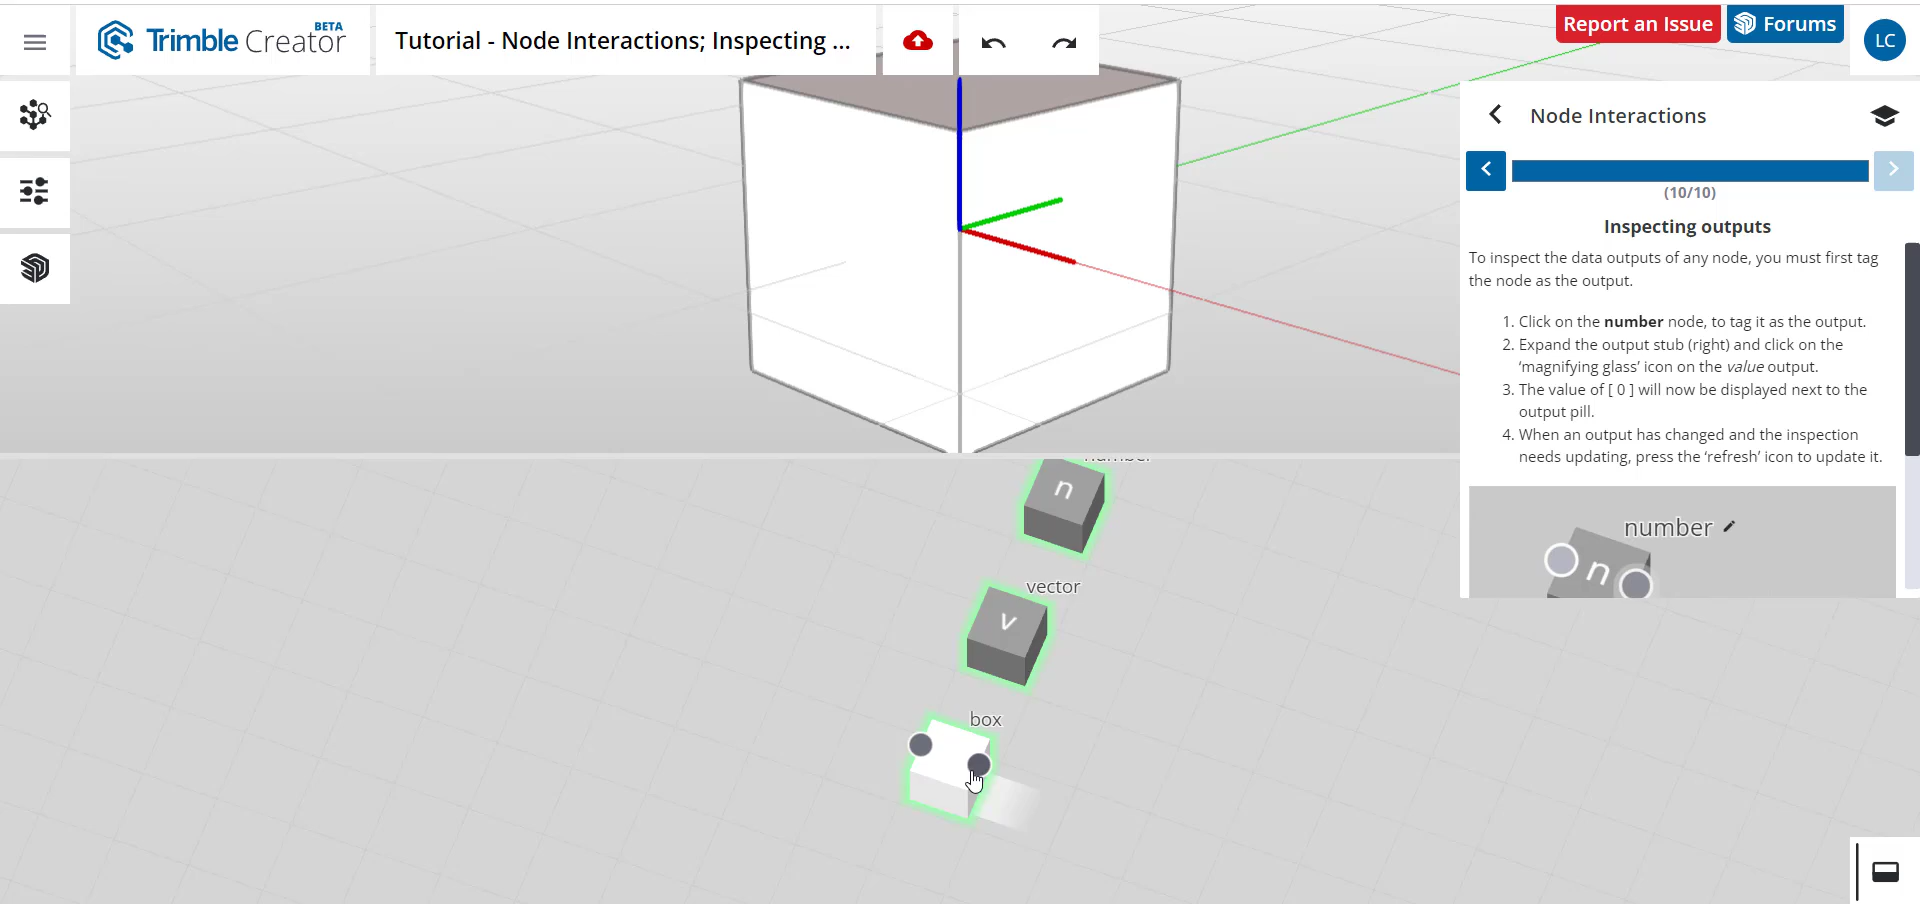 Trimble Creator BETA
Tutorial - Node Interactions; Inspecting ...
Report an Issue
Forums
LC
Node Interactions
(10/10)
Inspecting outputs
To inspect the data outputs of any node, you must first tag
the node as the output.
1. Click on the number node, to tag it as the output.
2. Expand the output stub (right) and click on the
‘magnifying glass’ icon on the value output.
3. The value of [ 0 ] will now be displayed next to the
output pill.
4. When an output has changed and the inspection
needs updating, press the ‘refresh’ icon to update it.
number
n
number
n
vector
v
box